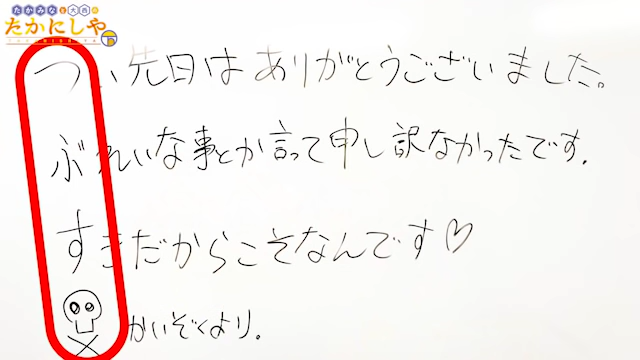 たかみな 大西
たかにしや
つい先日はありがとうございました。
ぶれいな事とか言って申し訳なかったです.
すきだからこそなんです♡
かいぞくより。